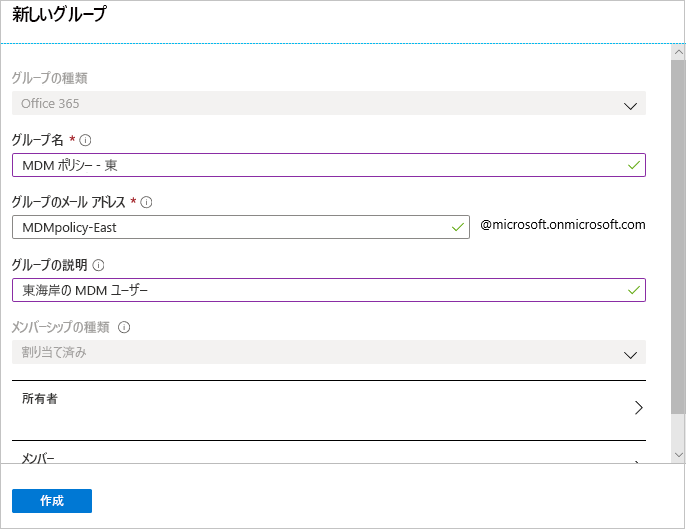 新しいグループ
グループの種類
Office 365
グループ名 *
MDM ポリシー - 東
グループのメール アドレス *
MDMpolicy-East
@microsoft.onmicrosoft.com
グループの説明
東海岸の MDM ユーザー
メンバーシップの種類
割り当て済み
所有者
メンバー
作成